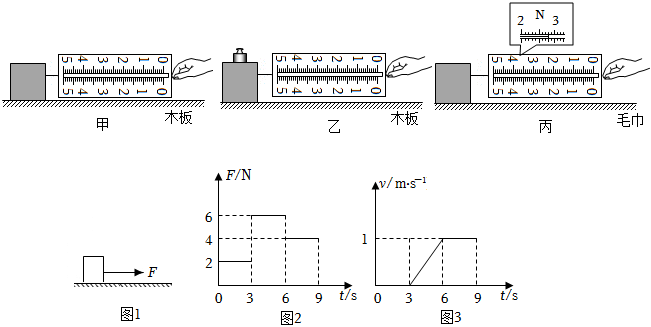 2 N 3
5 4 3 2 1 0
5 4 3 2 1 0
5 4 3 2 1 0
5 4 3 2 1 0
5 4 3 2 1 0
5 4 3 2 1 0
甲 木板
乙 木板
丙 毛巾
F
图1
F/N
6
4
2
0 3 6 9 t/s
图2
v/m·s⁻¹
1
0 3 6 9 t/s
图3